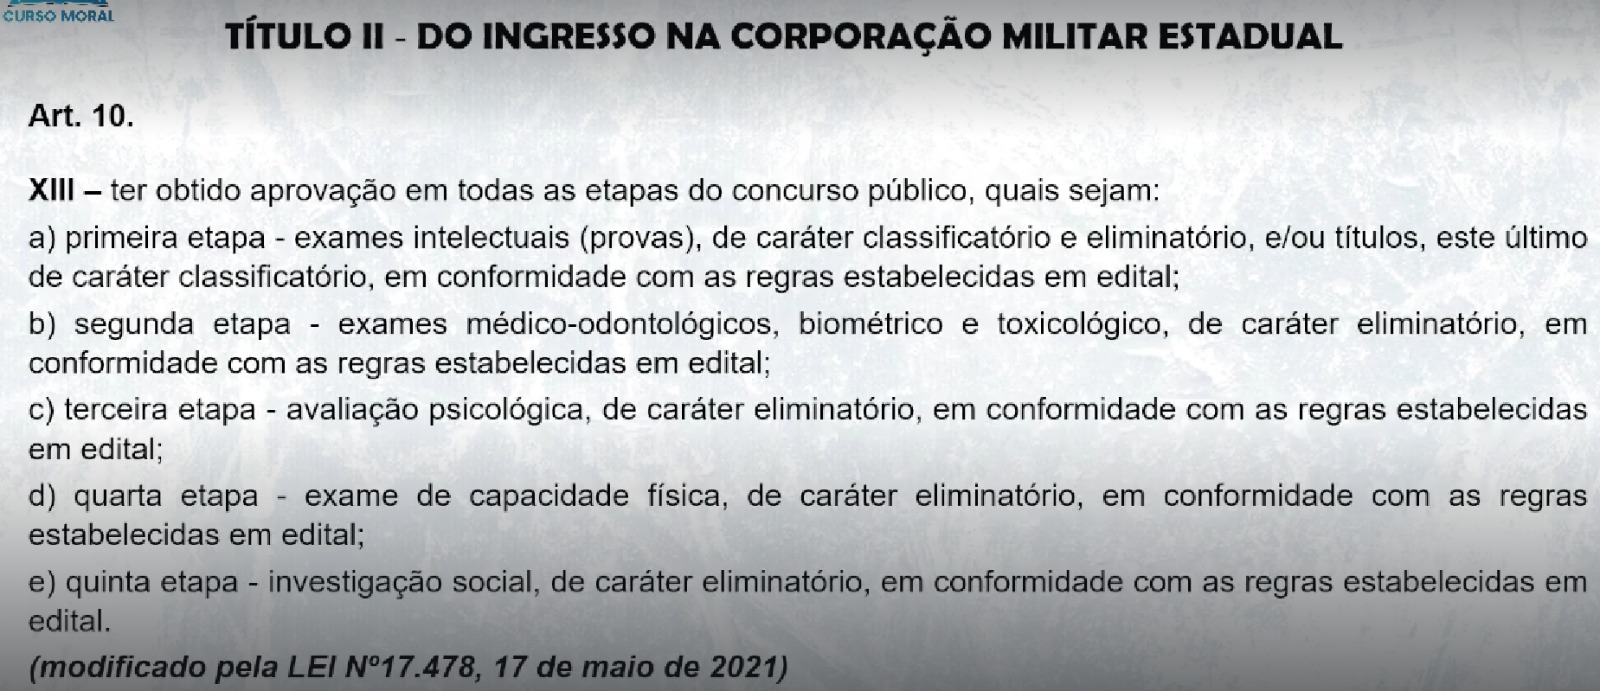 CURSO MORAL
TÍTULO II - DO INGRESSO NA CORPORAÇÃO MILITAR ESTADUAL
Art. 10.
XIII – ter obtido aprovação em todas as etapas do concurso público, quais sejam:
a) primeira etapa - exames intelectuais (provas), de caráter classificatório e eliminatório, e/ou títulos, este último
de caráter classificatório, em conformidade com as regras estabelecidas em edital;
b) segunda etapa - exames médico-odontológicos, biométrico e toxicológico, de caráter eliminatório, em
conformidade com as regras estabelecidas em edital;
c) terceira etapa - avaliação psicológica, de caráter eliminatório, em conformidade com as regras estabelecidas
em edital;
d) quarta etapa - exame de capacidade física, de caráter eliminatório, em conformidade com as regras
estabelecidas em edital;
e) quinta etapa - investigação social, de caráter eliminatório, em conformidade com as regras estabelecidas em
edital.
(modificado pela LEI Nº17.478, 17 de maio de 2021)